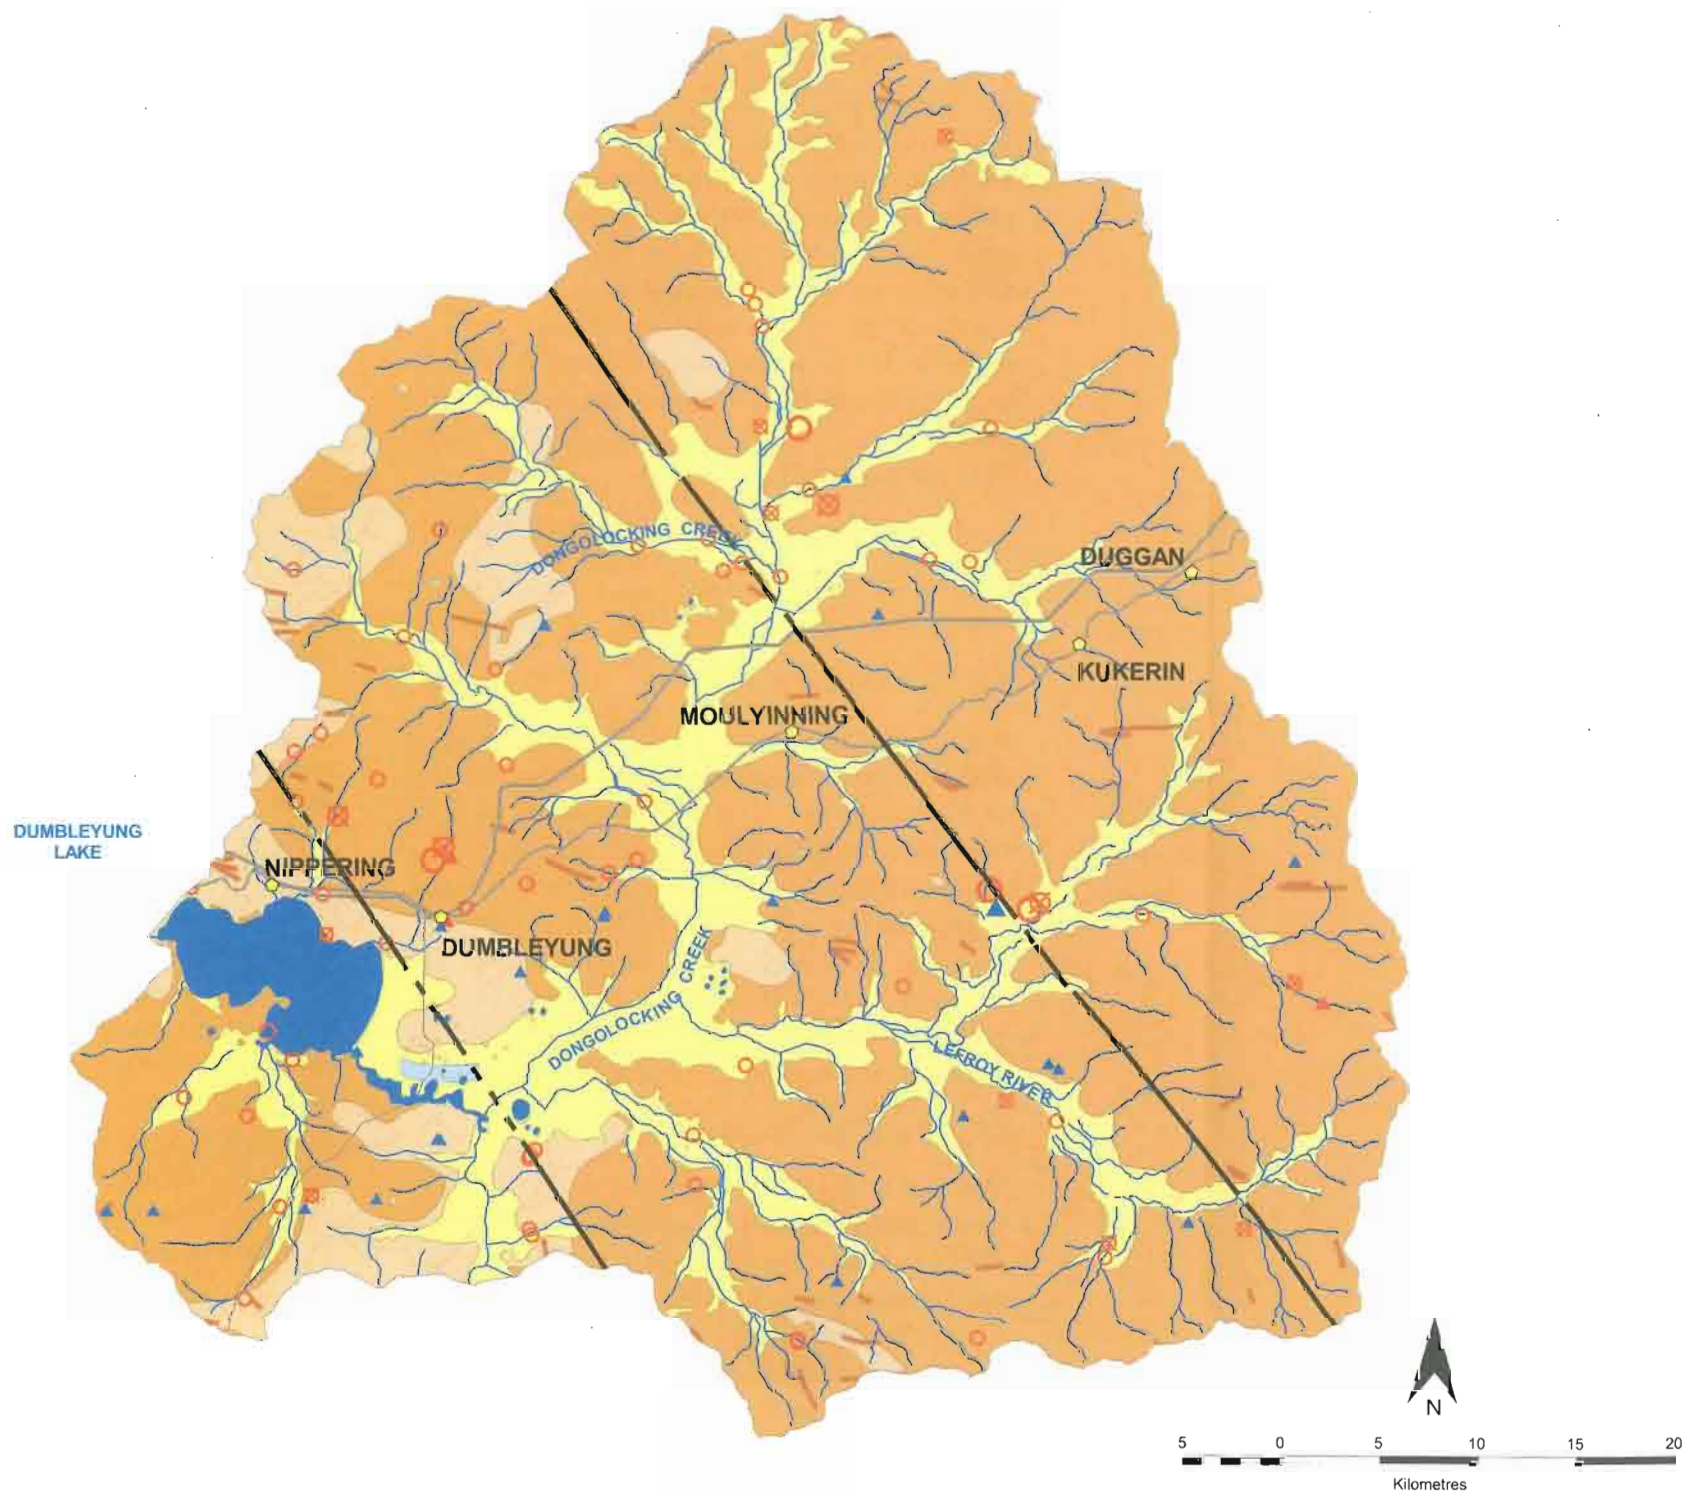 DONGOLOCKING CREEK
DUGGAN
KUKERIN
MOULYINNING
DUMBLEYUNG
LAKE
NIPPERING
DUMBLEYUNG
DONGOLOCKING CREEK
LEFROY RIVER
N
5 0 5 10 15 20
Kilometres